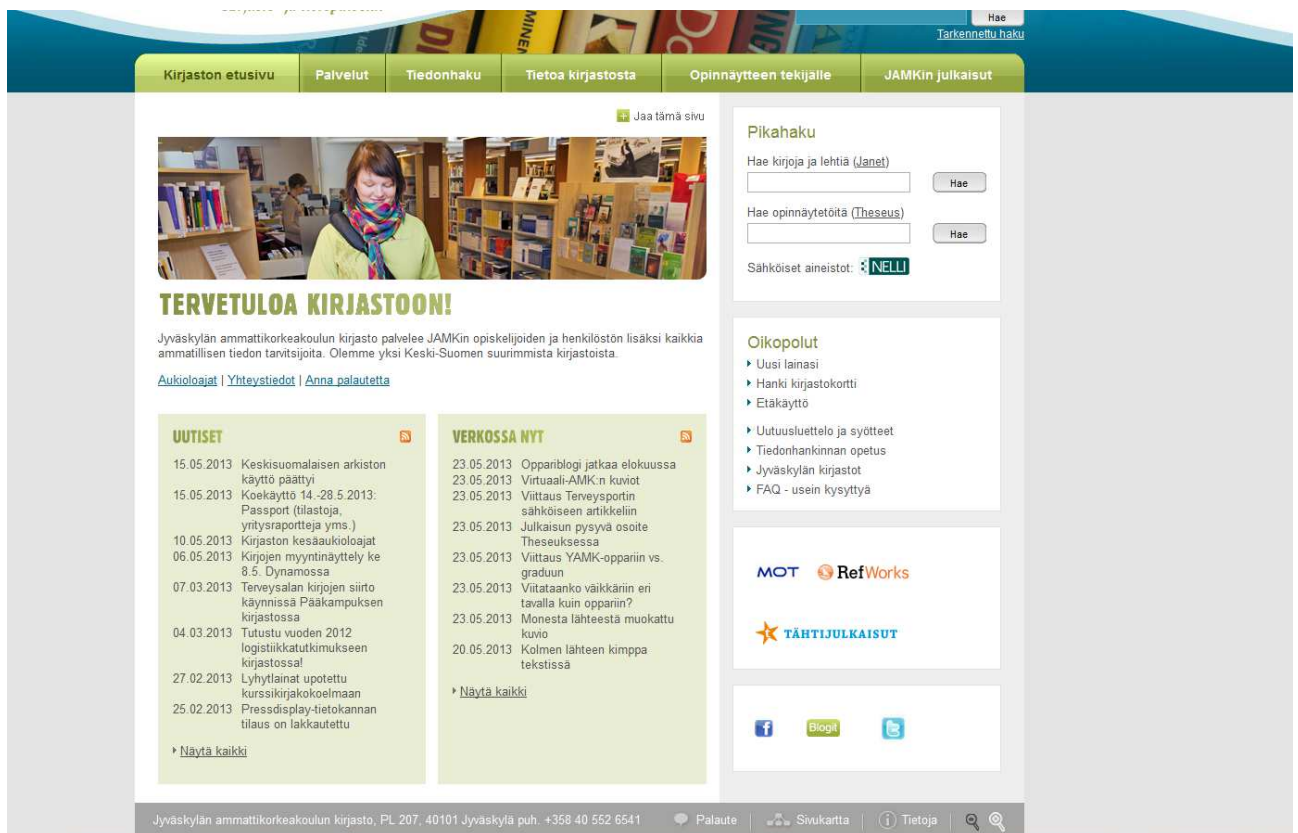 Hae
Tarkennettu haku
Kirjaston etusivu
Palvelut
Tiedonhaku
Tietoa kirjastosta
Opinnäytteen tekijälle
JAMKin julkaisut
Jaa tämä sivu
TERVETULOA KIRJASTOON!
Jyväskylän ammattikorkeakoulun kirjasto palvelee JAMKin opiskelijoiden ja henkilöstön lisäksi kaikkia
ammatillisen tiedon tarvitsijoita. Olemme yksi Keski-Suomen suurimmista kirjastoista.
Aukioloajat | Yhteystiedot | Anna palautetta
UUTISET
15.05.2013 Keskisuomalaisen arkiston
käyttö päättyi
15.05.2013 Koekäyttö 14.-28.5.2013:
Passport (tilastoja,
yritysraportteja yms.)
10.05.2013 Kirjaston kesäaukioloajat
06.05.2013 Kirjojen myyntinäyttely ke
8.5. Dynamossa
07.03.2013 Terveysalan kirjojen siirto
käynnissä Pääkampuksen
kirjastossa
04.03.2013 Tutustu vuoden 2012
logistiikkatutkimukseen
kirjastossa!
27.02.2013 Lyhytlainat upotettu
kurssikirjakokoelmaan
25.02.2013 Pressdisplay-tietokannan
tilaus on lakkautettu
Näytä kaikki
VERKOSSA NYT
23.05.2013 Oppariblogi jatkaa elokuussa
23.05.2013 Virtuaali-AMK:n kuviot
23.05.2013 Viittaus Terveysportin
sähköiseen artikkeliin
23.05.2013 Julkaisun pysyvä osoite
Theseuksessa
23.05.2013 Viittaus YAMK-oppariin vs.
graduun
23.05.2013 Viitataanko väikkäriin eri
tavalla kuin oppariin?
23.05.2013 Monesta lähteestä muokattu
kuvio
20.05.2013 Kolmen lähteen kimppa
tekstissä
Näytä kaikki
Pikahaku
Hae kirjoja ja lehtiä (Janet)
Hae
Hae opinnäytetöitä (Theseus)
Hae
Sähköiset aineistot: NELLI
Oikopolut
Uusi lainasi
Hanki kirjastokortti
Etäkäyttö
Uutuusluettelo ja syötteet
Tiedonhankinnan opetus
Jyväskylän kirjastot
FAQ - usein kysyttyä
MOT RefWorks
TÄHTIJULKAISUT
Blogit
Jyväskylän ammattikorkeakoulun kirjasto, PL 207, 40101 Jyväskylä puh. +358 40 552 6541
Palaute
Sivukartta
Tietoja